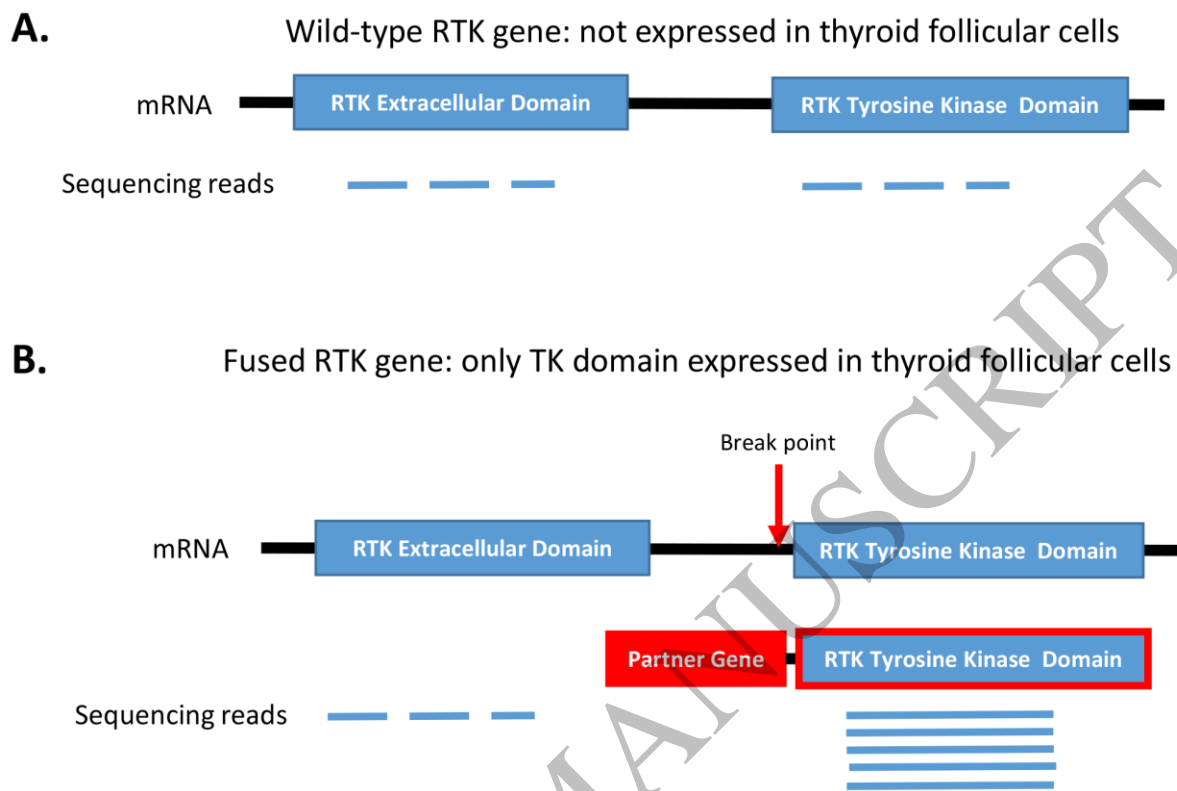 A.
Wild-type RTK gene: not expressed in thyroid follicular cells
mRNA
RTK Extracellular Domain
RTK Tyrosine Kinase Domain
Sequencing reads
B.
Fused RTK gene: only TK domain expressed in thyroid follicular cells
Break point
mRNA
RTK Extracellular Domain
RTK Tyrosine Kinase Domain
Partner Gene
RTK Tyrosine Kinase Domain
Sequencing reads
MANUSCRIPT